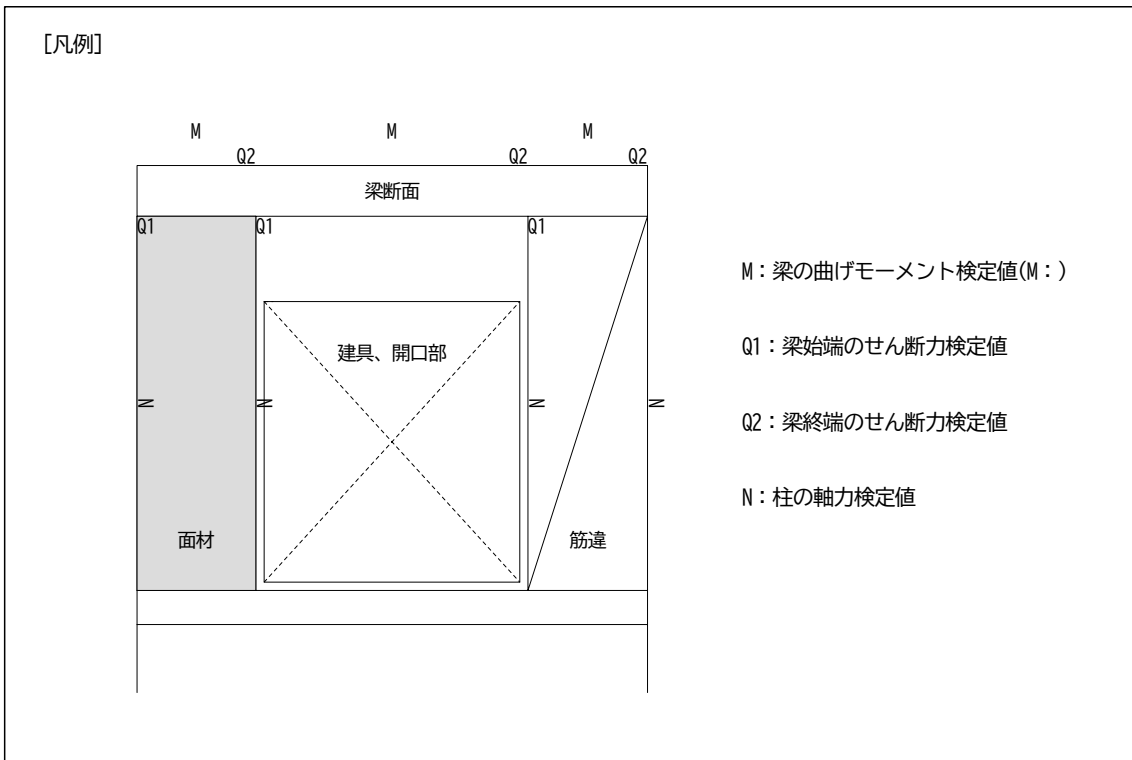 [凡例]
M M M
Q2 Q2 Q2
梁断面
Q1 Q1 Q1
M：梁の曲げモーメント検定値(M：)
Q1：梁始端のせん断力検定値
建具、開口部
N N N N
Q2：梁終端のせん断力検定値
N：柱の軸力検定値
面材 筋違